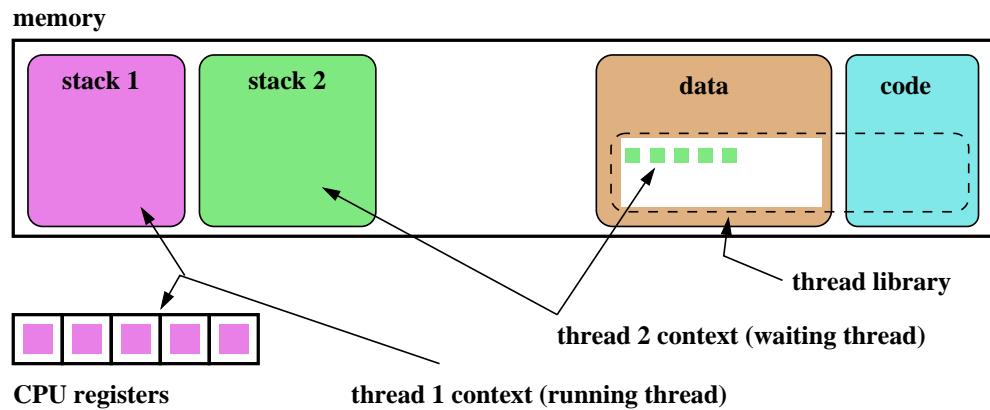 memory
stack 1
stack 2
data
code
thread library
thread 2 context (waiting thread)
CPU registers
thread 1 context (running thread)